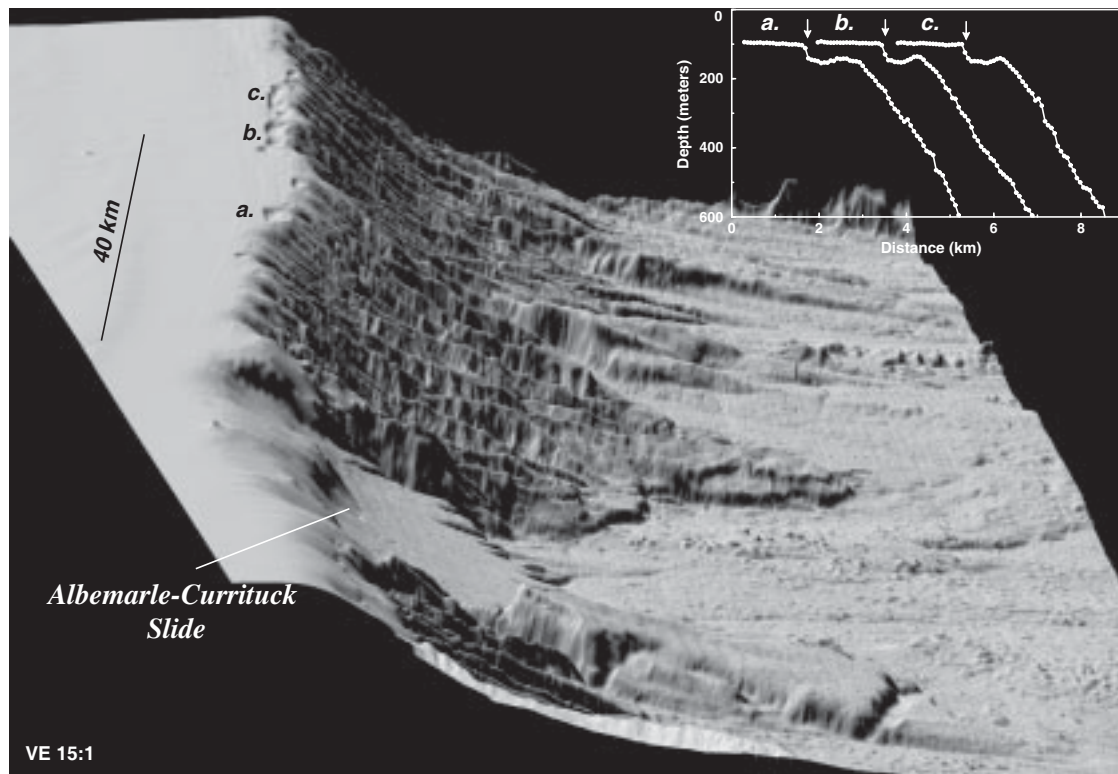 0
a.
b.
c.
200
400
600
Depth (meters)
0
2
4
6
8
Distance (km)
c.
b.
a.
40 km
Albemarle-Currituck
Slide
VE 15:1